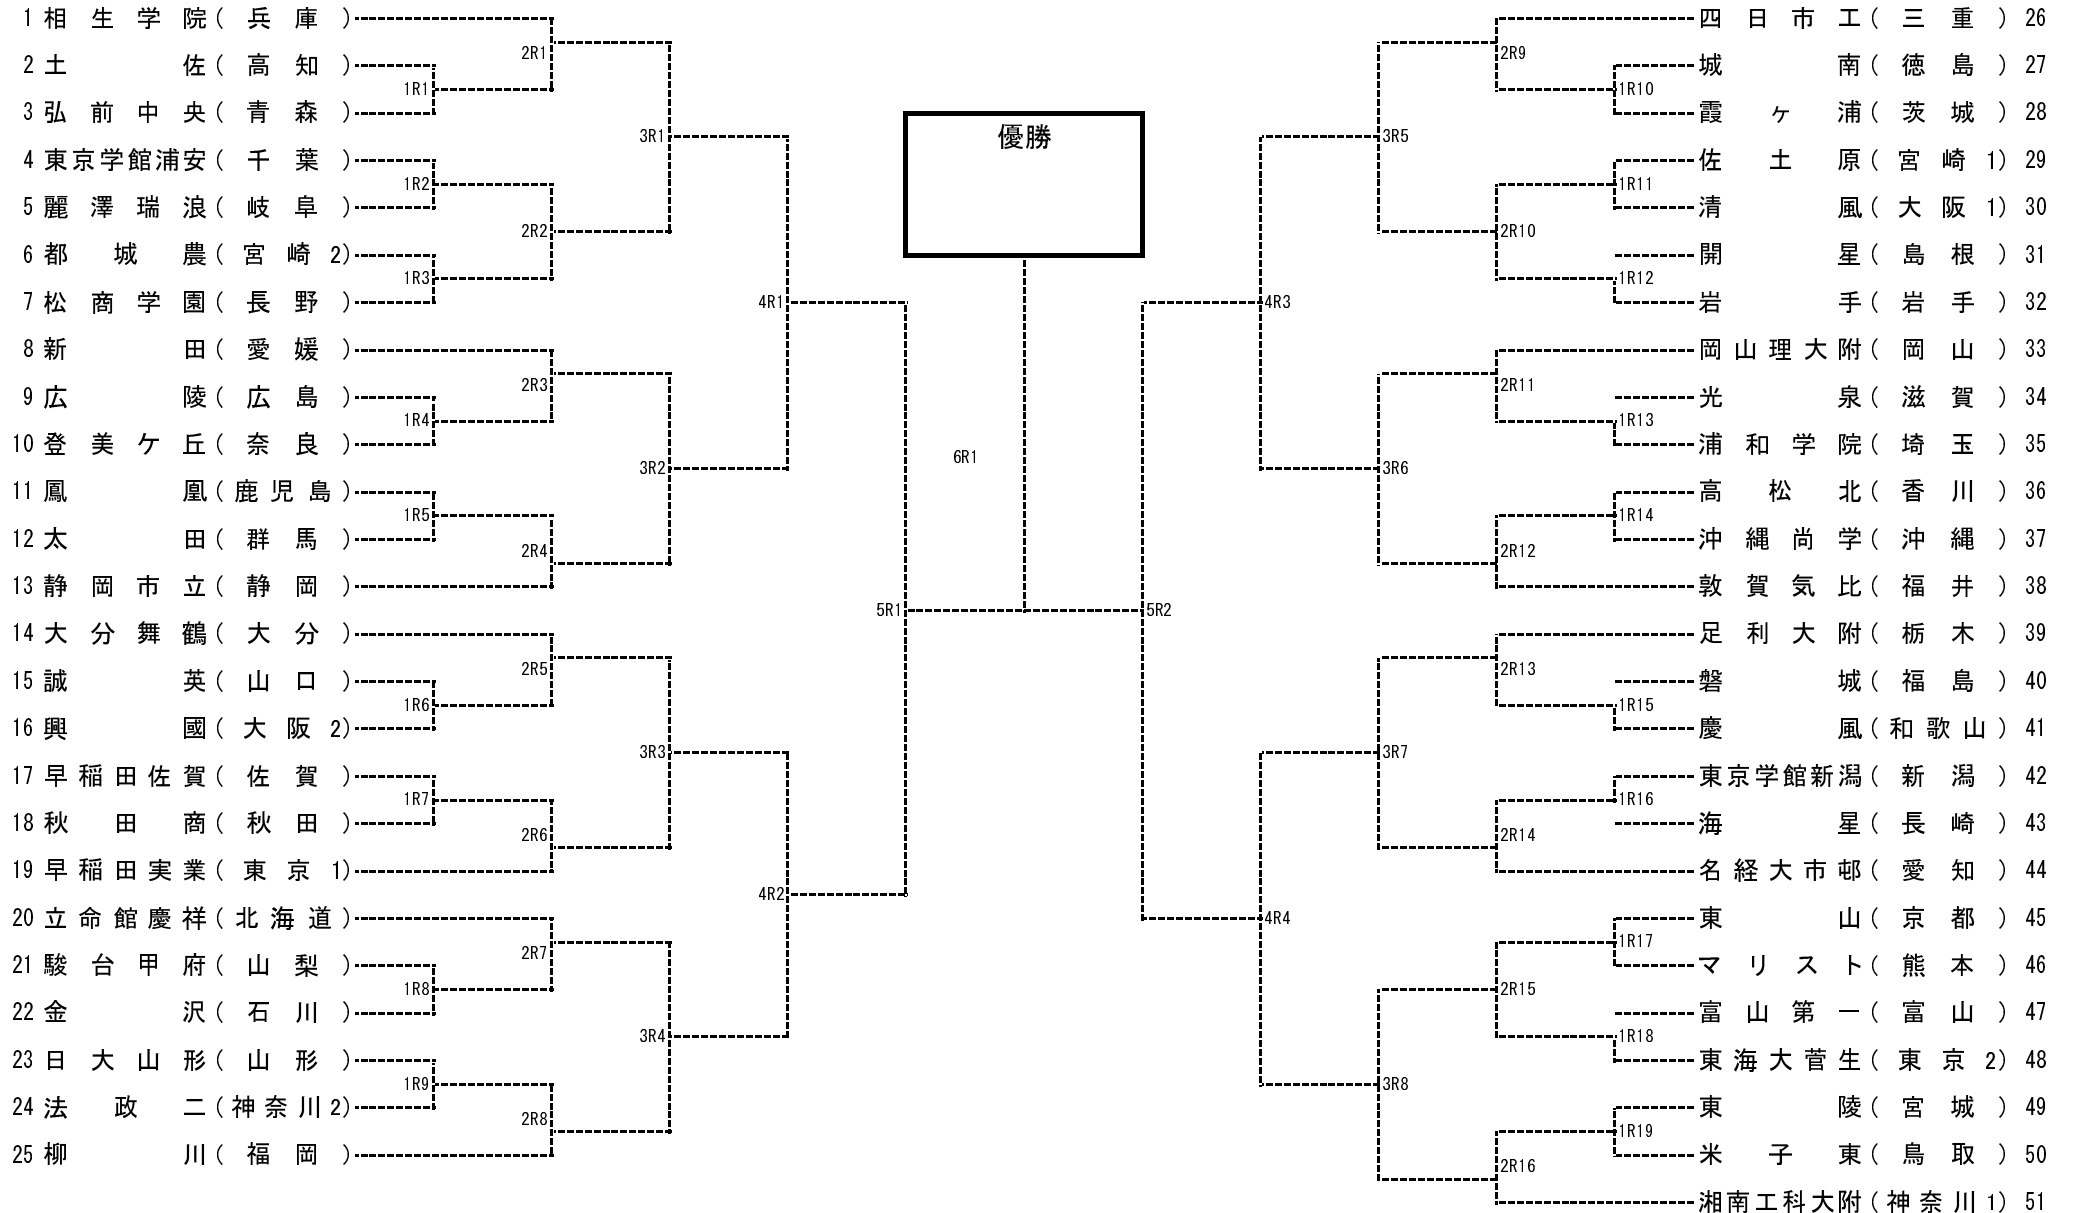 1 相生学院(兵庫)
2 土佐(高知)
3 弘前中央(青森)
4 東京学館浦安(千葉)
5 麗澤瑞浪(岐阜)
6 都城農(宮崎2)
7 松商学園(長野)
8 新田(愛媛)
9 広陵(広島)
10 登美ケ丘(奈良)
11 鳳凰(鹿児島)
12 太田(群馬)
13 静岡市立(静岡)
14 大分舞鶴(大分)
15 誠英(山口)
16 興國(大阪2)
17 早稲田佐賀(佐賀)
18 秋田商(秋田)
19 早稲田実業(東京1)
20 立命館慶祥(北海道)
21 駿台甲府(山梨)
22 金沢(石川)
23 日大山形(山形)
24 法政二(神奈川2)
25 柳川(福岡)
1R1
1R2
1R3
1R4
1R5
1R6
1R7
1R8
1R9
2R1
2R2
2R3
2R4
2R5
2R6
2R7
2R8
3R1
3R2
3R3
3R4
4R1
4R2
5R1
優勝
6R1
5R2
4R3
4R4
3R5
3R6
3R7
3R8
2R9
2R10
2R11
2R12
2R13
2R14
2R15
2R16
1R10
1R11
1R12
1R13
1R14
1R15
1R16
1R17
1R18
1R19
四日市工(三重) 26
城南(徳島) 27
霞ヶ浦(茨城) 28
佐土原(宮崎1) 29
清風(大阪1) 30
開星(島根) 31
岩手(岩手) 32
岡山理大附(岡山) 33
光泉(滋賀) 34
浦和学院(埼玉) 35
高松北(香川) 36
沖縄尚学(沖縄) 37
敦賀気比(福井) 38
足利大附(栃木) 39
磐城(福島) 40
慶風(和歌山) 41
東京学館新潟(新潟) 42
海星(長崎) 43
名経大市邨(愛知) 44
東山(京都) 45
マリスト(熊本) 46
富山第一(富山) 47
東海大菅生(東京2) 48
東陵(宮城) 49
米子東(鳥取) 50
湘南工科大附(神奈川1) 51